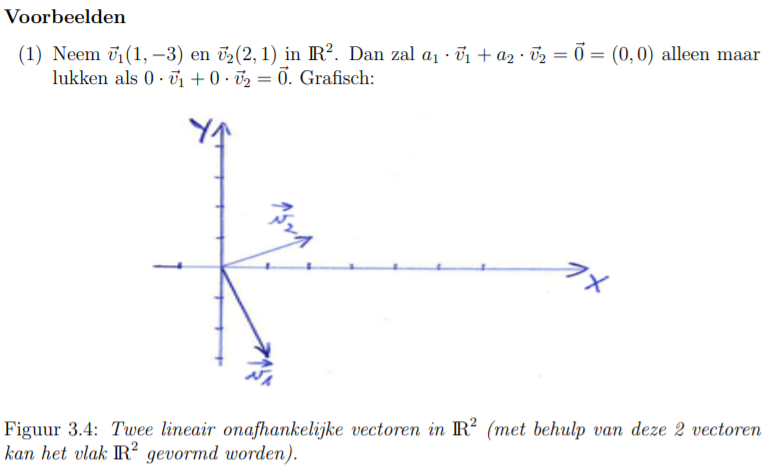 Voorbeelden
(1) Neem v⃗₁(1, −3) en v⃗₂(2, 1) in ℝ². Dan zal a₁ · v⃗₁ + a₂ · v⃗₂ = 0⃗ = (0, 0) alleen maar
lukken als 0 · v⃗₁ + 0 · v⃗₂ = 0⃗. Grafisch:
Y
v⃗₂
X
v⃗₁
Figuur 3.4: Twee lineair onafhankelijke vectoren in ℝ² (met behulp van deze 2 vectoren
kan het vlak ℝ² gevormd worden).